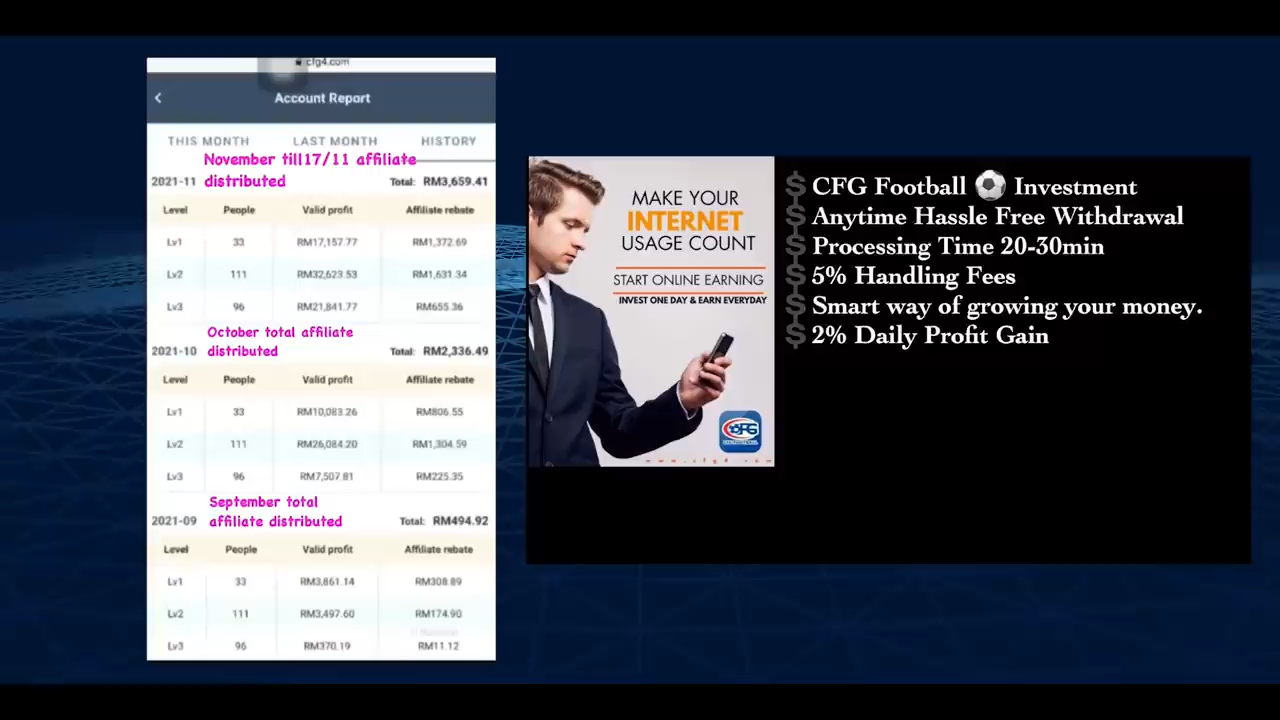 cfg4.com
Account Report
THIS MONTH LAST MONTH HISTORY
November till17/11 affiliate
distributed
2021-11 Total: RM3,659.41
Level People Valid profit Affiliate rebate
Lv1 33 RM17,157.77 RM1,372.69
Lv2 111 RM32,623.53 RM1,631.34
Lv3 96 RM21,841.77 RM655.36
October total affiliate
distributed
2021-10 Total: RM2,336.49
Level People Valid profit Affiliate rebate
Lv1 33 RM10,083.26 RM806.55
Lv2 111 RM26,084.20 RM1,304.59
Lv3 96 RM7,507.81 RM225.35
September total
affiliate distributed
2021-09 Total: RM494.92
Level People Valid profit Affiliate rebate
Lv1 33 RM3,861.14 RM308.89
Lv2 111 RM3,497.60 RM174.90
Lv3 96 RM370.19 RM11.12
MAKE YOUR
INTERNET
USAGE COUNT
START ONLINE EARNING
INVEST ONE DAY & EARN EVERYDAY
CFG
CFG Football ⚽ Investment
Anytime Hassle Free Withdrawal
Processing Time 20-30min
5% Handling Fees
Smart way of growing your money.
2% Daily Profit Gain